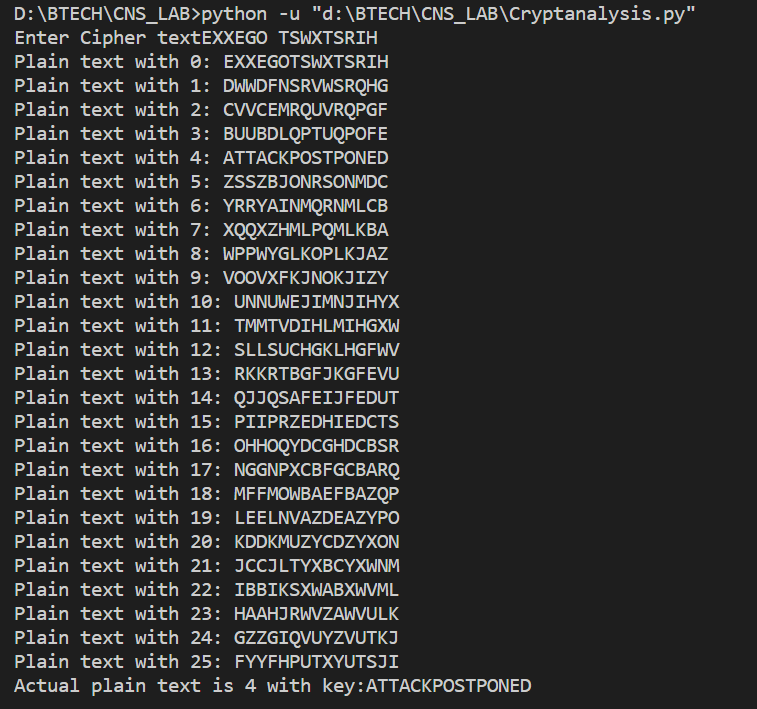 D:\BTECH\CNS_LAB>python -u "d:\BTECH\CNS_LAB\Cryptanalysis.py"
Enter Cipher textEXXEGO TSWXTSRIH
Plain text with 0: EXXEGOTSWXTSRIH
Plain text with 1: DWWDFNSRVWSRQHG
Plain text with 2: CVVCEMRQUVRQPGF
Plain text with 3: BUUBDLQPTUQPOFE
Plain text with 4: ATTACKPOSTPONED
Plain text with 5: ZSSZBJONRSONMDC
Plain text with 6: YRRYAINMQRNMLCB
Plain text with 7: XQQXZHMLPQMLKBA
Plain text with 8: WPPWYGLKOPLKJAZ
Plain text with 9: VOOVXFKJNOKJIZY
Plain text with 10: UNNUWEJIMNJIHYX
Plain text with 11: TMMTVDIHLMIHGXW
Plain text with 12: SLLSUCHGKLHGFWV
Plain text with 13: RKKRTBGFJKGFEVU
Plain text with 14: QJJQSAFEIJFEDUT
Plain text with 15: PIIPRZEDHIEDCTS
Plain text with 16: OHHOQYDCGHDCBSR
Plain text with 17: NGGNPXCBFGCBARQ
Plain text with 18: MFFMOWBAEFBAZQP
Plain text with 19: LEELNVAZDEAZYPO
Plain text with 20: KDDKMUZYCDZYXON
Plain text with 21: JCCJLTYXBCYXWNM
Plain text with 22: IBBIKSXWABXWVML
Plain text with 23: HAAHJRWVZAWVULK
Plain text with 24: GZZGIQVUYZVUTKJ
Plain text with 25: FYYFHPUTXYUTSJI
Actual plain text is 4 with key:ATTACKPOSTPONED